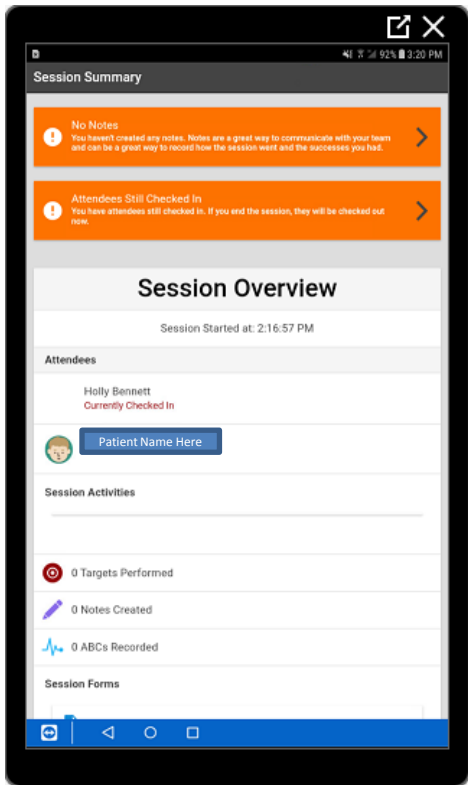 92% 3:20 PM
Session Summary
No Notes
You haven't created any notes. Notes are a great way to communicate with your team
and can be a great way to record how the session went and the successes you had.
Attendees Still Checked In
You have attendees still checked in. If you end the session, they will be checked out
now.
Session Overview
Session Started at: 2:16:57 PM
Attendees
Holly Bennett
Currently Checked In
Patient Name Here
Session Activities
0 Targets Performed
0 Notes Created
0 ABCs Recorded
Session Forms